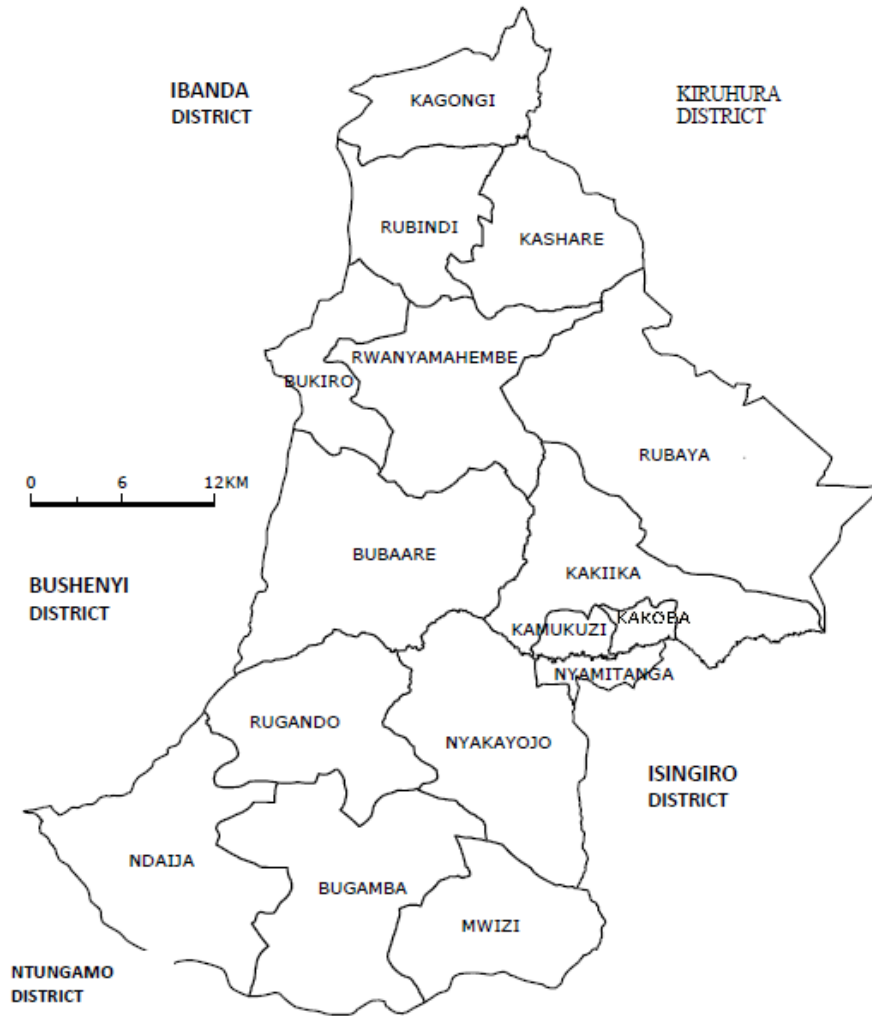 IBANDA
DISTRICT
KAGONGI
KIRUHURA
DISTRICT
RUBINDI
KASHARE
RWANYAMAHEMBE
BUKIRO
RUBAYA
0 6 12KM
BUBAARE
KAKIIKA
BUSHENYI
DISTRICT
KAMUKUZI
KAKOBA
NYAMITANGA
RUGANDO
NYAKAYOJO
ISINGIRO
DISTRICT
NDAIJA
BUGAMBA
MWIZI
NTUNGAMO
DISTRICT